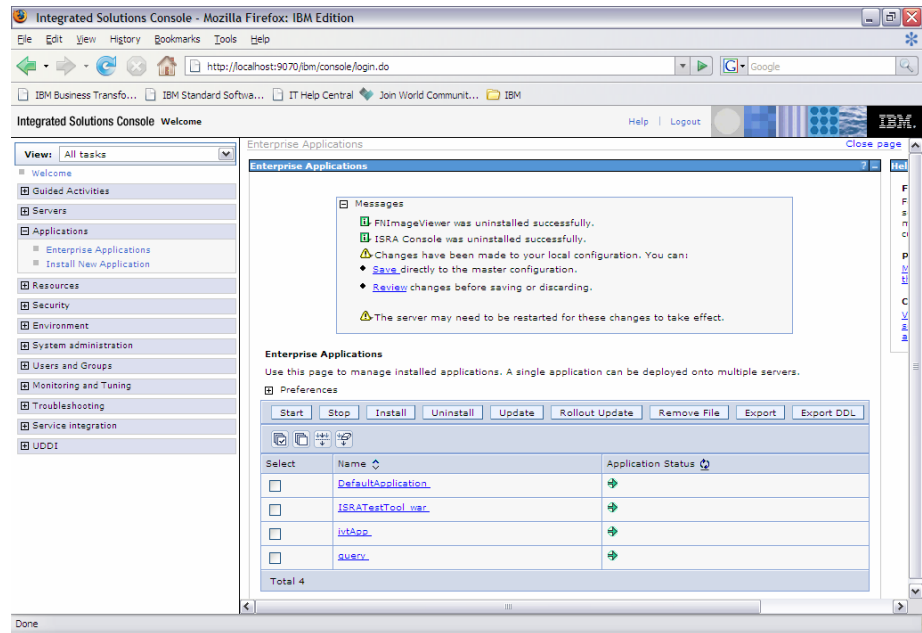 Integrated Solutions Console - Mozilla Firefox: IBM Edition
File Edit View History Bookmarks Tools Help
http://localhost:9070/ibm/console/login.do
G Google
IBM Business Transfo... IBM Standard Softwa... IT Help Central Join World Communit... IBM
Integrated Solutions Console Welcome Help | Logout IBM.
View: All tasks
Welcome
Guided Activities
Servers
Applications
Enterprise Applications
Install New Application
Resources
Security
Environment
System administration
Users and Groups
Monitoring and Tuning
Troubleshooting
Service integration
UDDI
Enterprise Applications Close page
Enterprise Applications ? Hel
Messages
FNImageViewer was uninstalled successfully.
ISRA Console was uninstalled successfully.
Changes have been made to your local configuration. You can:
Save directly to the master configuration.
Review changes before saving or discarding.
The server may need to be restarted for these changes to take effect.
Enterprise Applications
Use this page to manage installed applications. A single application can be deployed onto multiple servers.
Preferences
Start Stop Install Uninstall Update Rollout Update Remove File Export Export DDL
Select Name Application Status
DefaultApplication
ISRATestTool_war
ivtApp
query
Total 4
Done